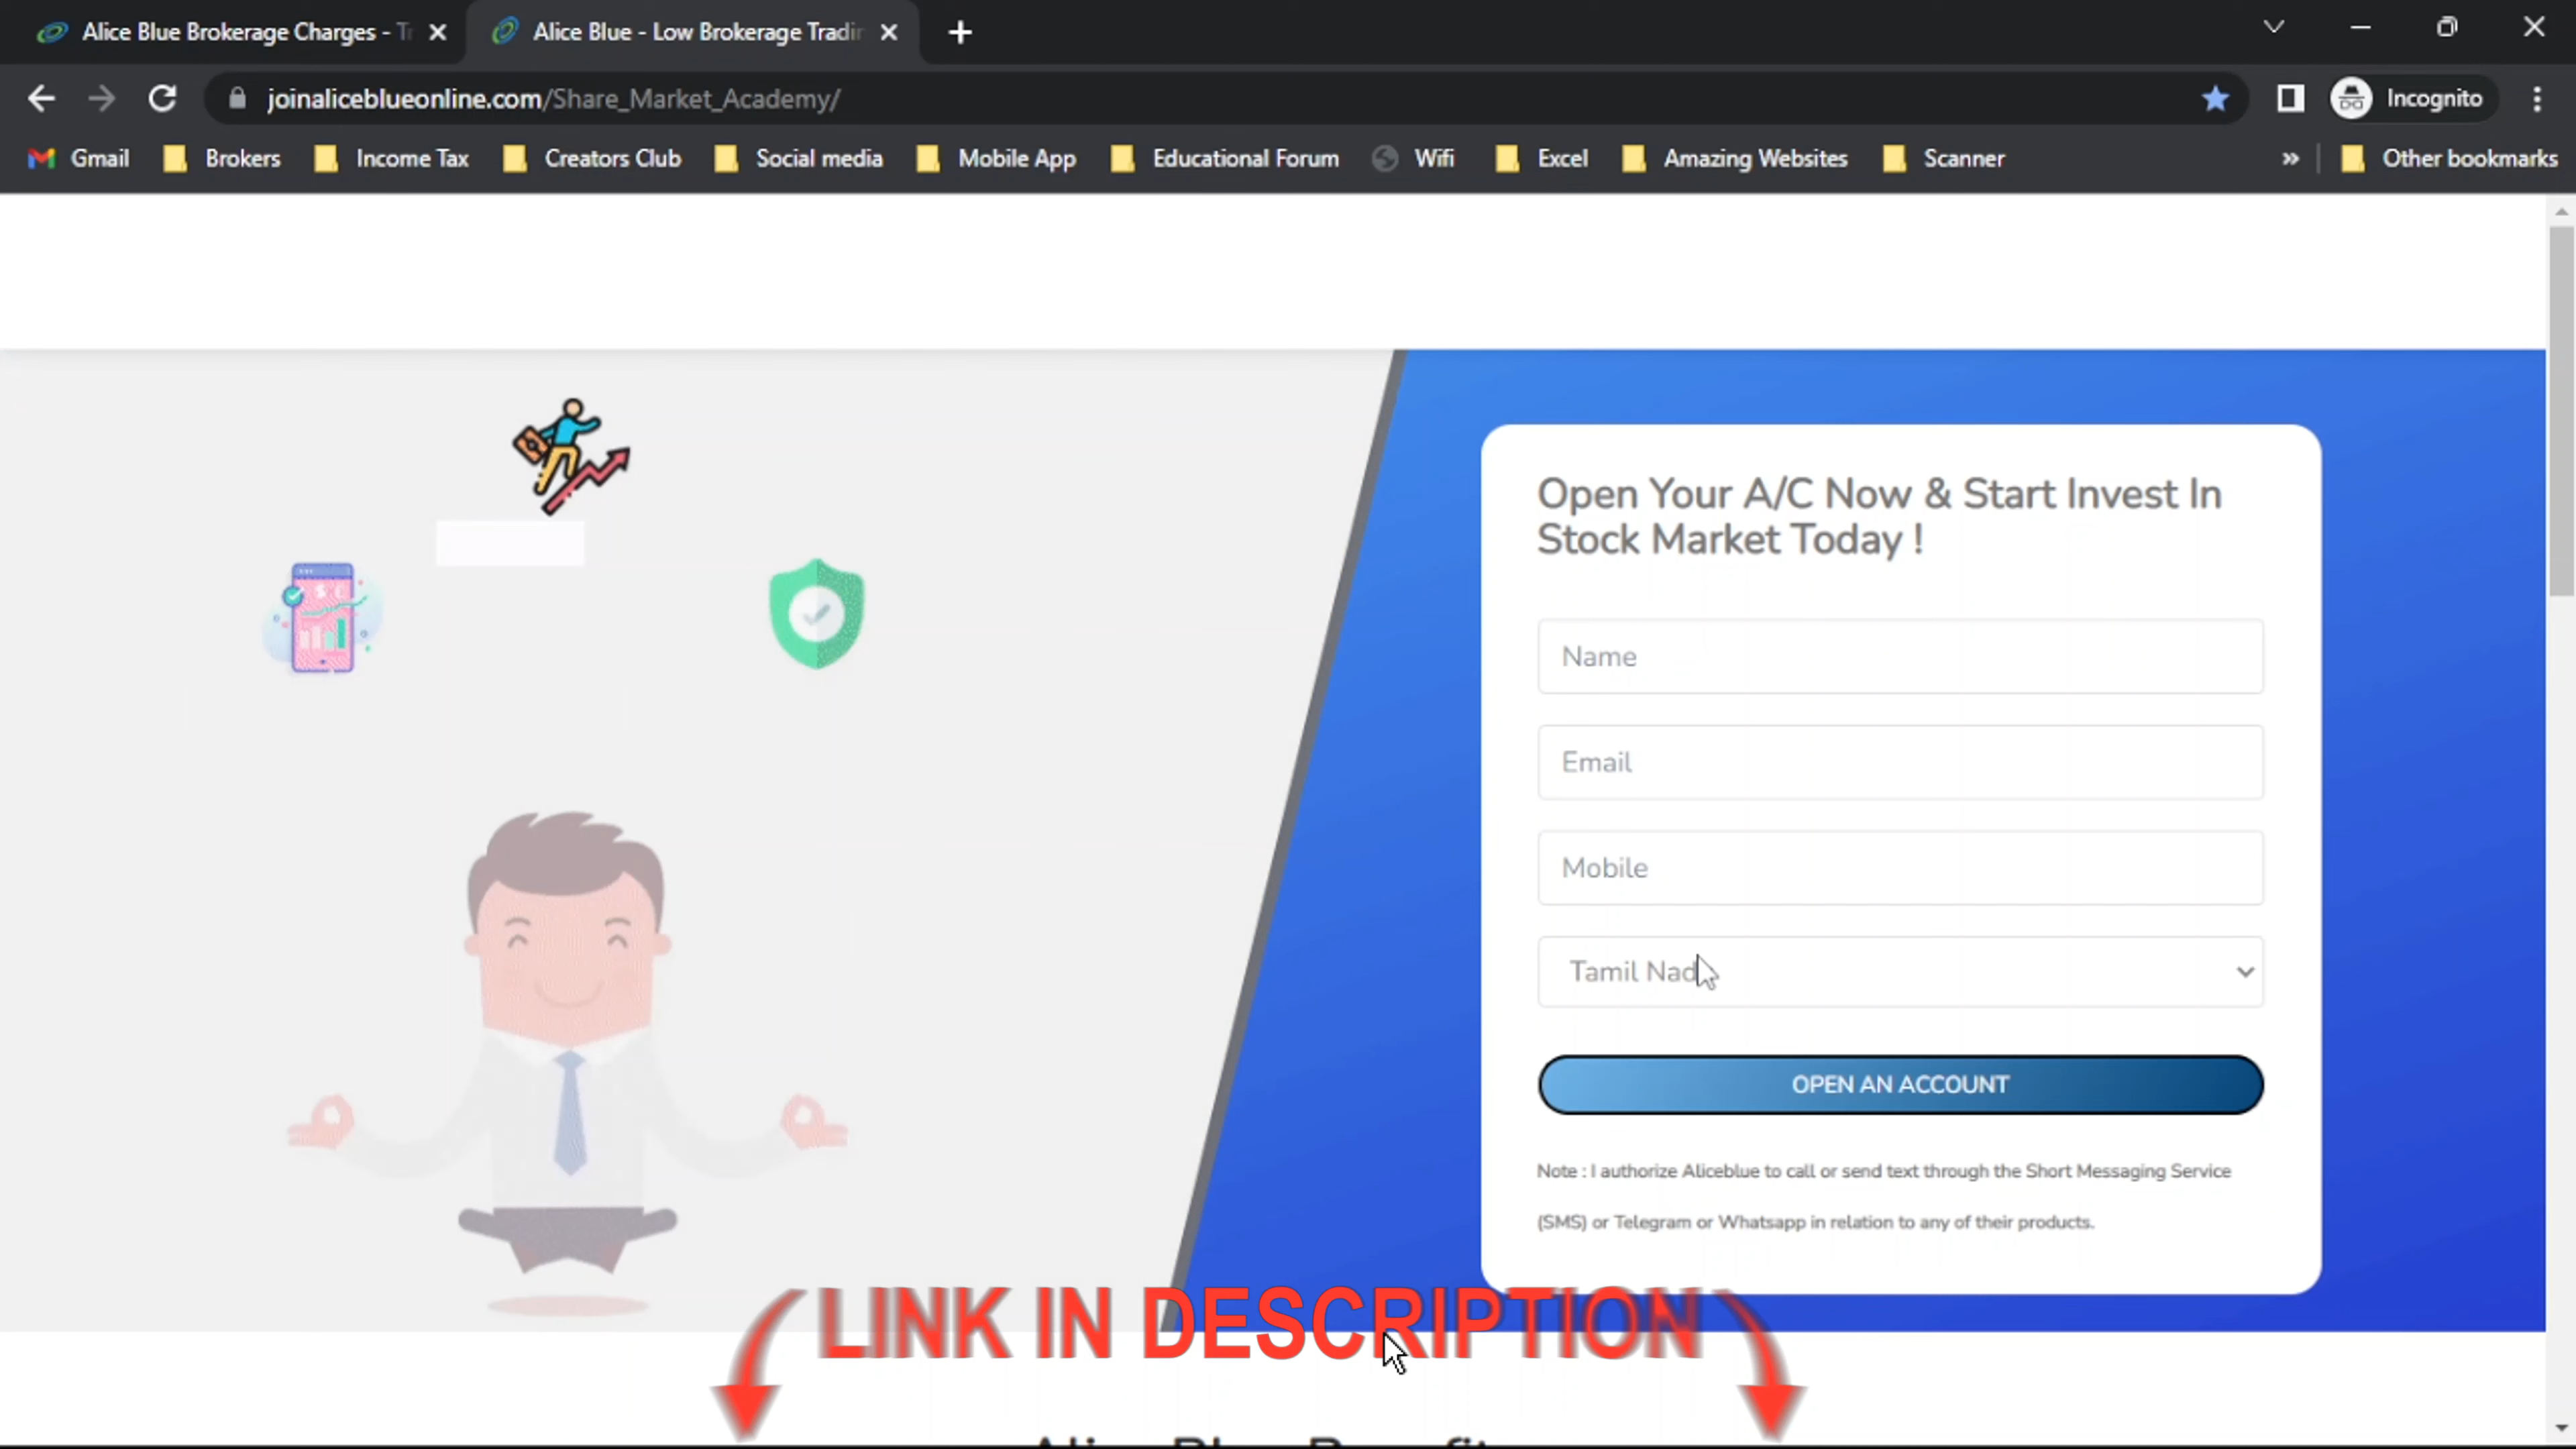 Alice Blue Brokerage Charges - Tr
Alice Blue - Low Brokerage Tradin
joinaliceblueonline.com/Share_Market_Academy/
Incognito
Gmail
Brokers
Income Tax
Creators Club
Social media
Mobile App
Educational Forum
Wifi
Excel
Amazing Websites
Scanner
»
Other bookmarks
Open Your A/C Now & Start Invest In
Stock Market Today !
Name
Email
Mobile
Tamil Nad
OPEN AN ACCOUNT
Note : I authorize Aliceblue to call or send text through the Short Messaging Service
(SMS) or Telegram or Whatsapp in relation to any of their products.
LINK IN DESCRIPTION